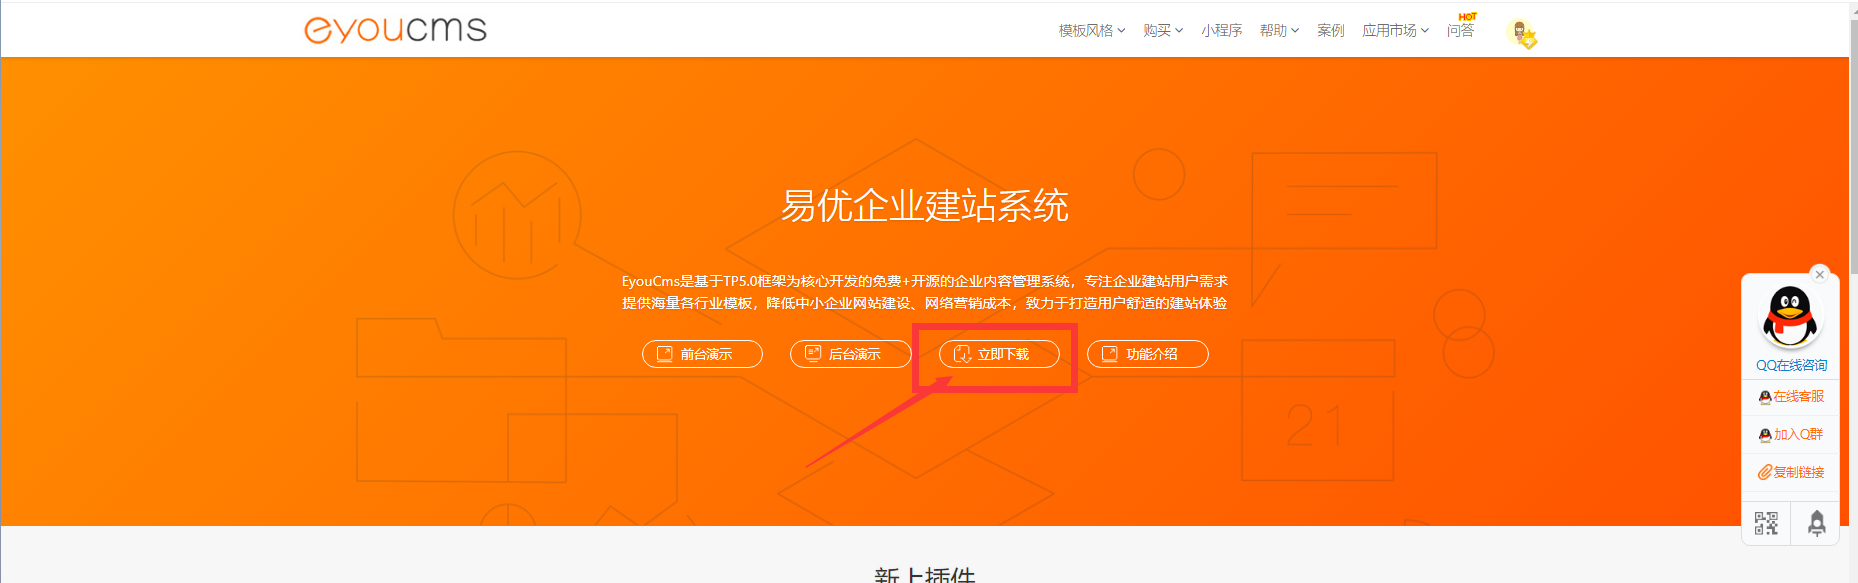 eyoucms
模板风格 购买 小程序 帮助 案例 应用市场 问答
HOT
易优企业建站系统
EyouCms是基于TP5.0框架为核心开发的免费+开源的企业内容管理系统，专注企业建站用户需求
提供海量各行业模板，降低中小企业网站建设、网络营销成本，致力于打造用户舒适的建站体验
前台演示 后台演示 立即下载 功能介绍
21
QQ在线咨询
在线客服
加入Q群
复制链接
新上插件